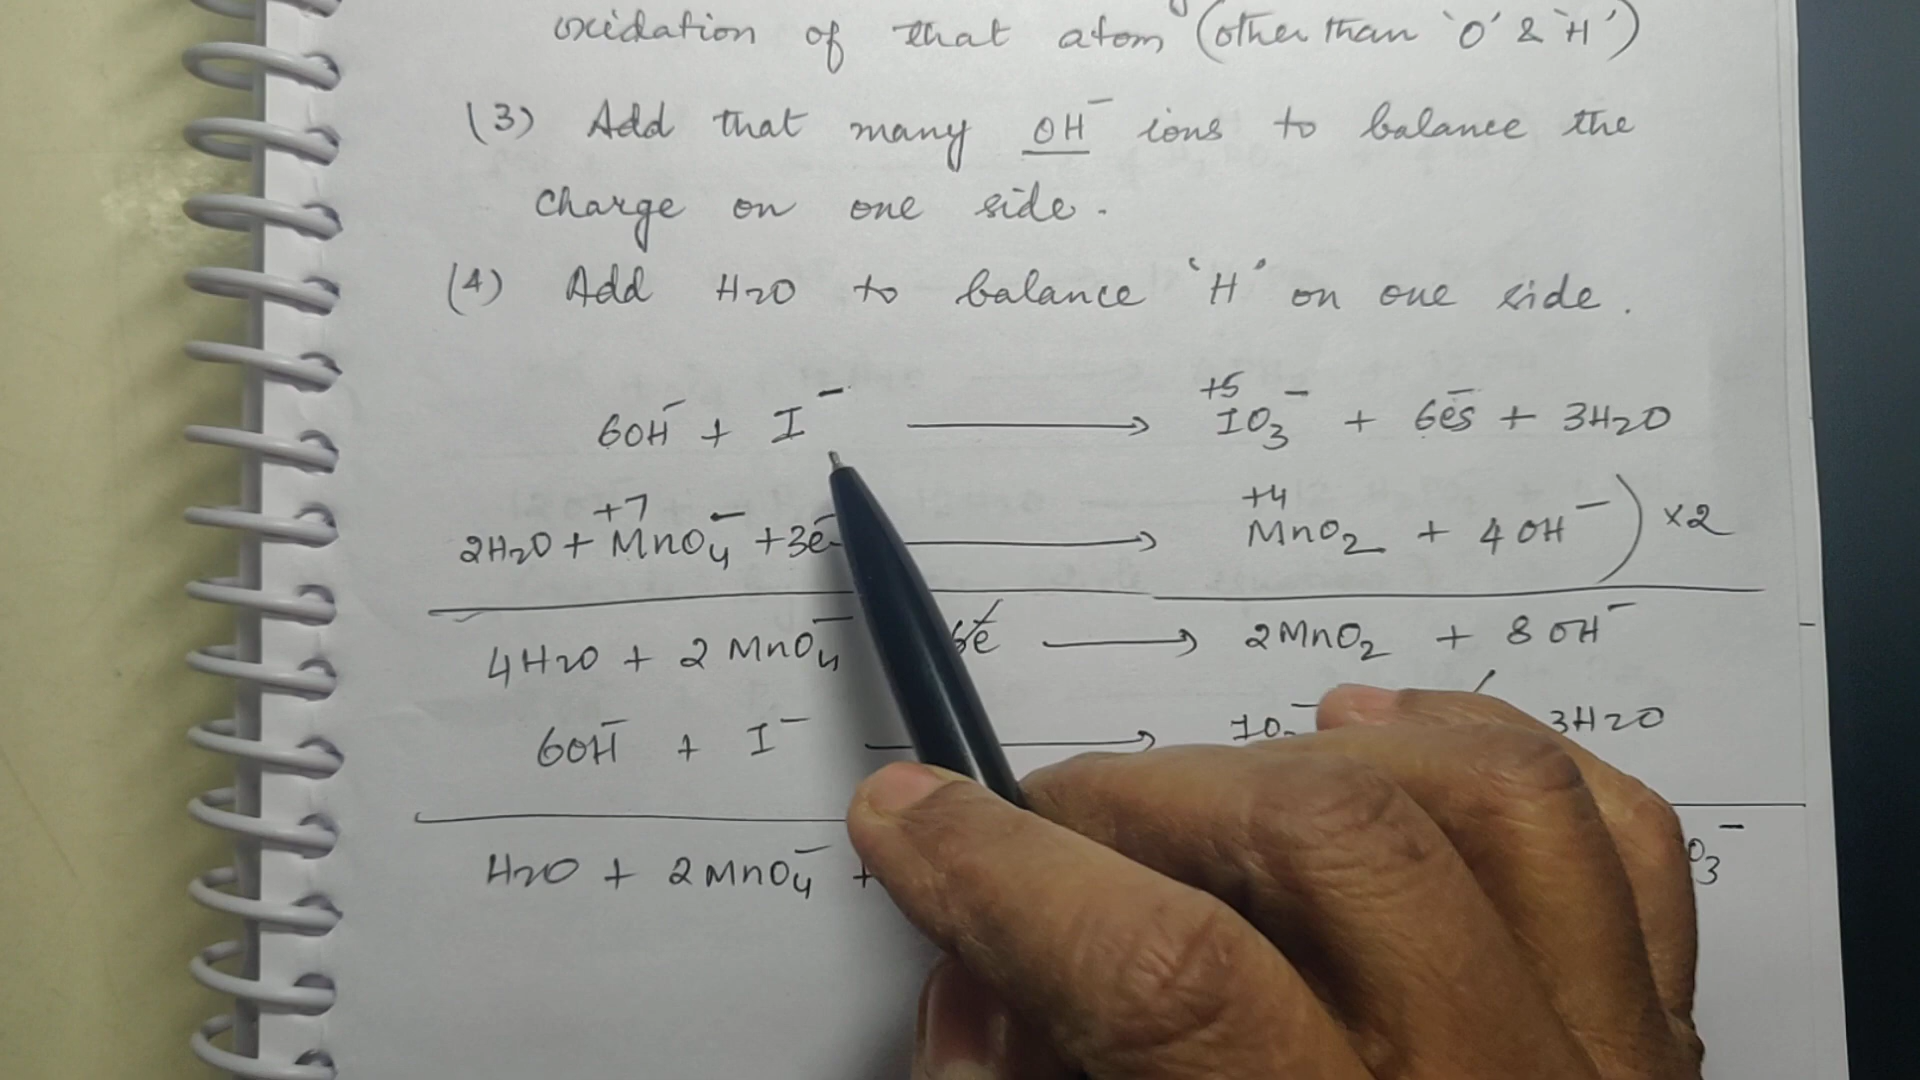 oxidation of that atom (other than 'O' & 'H')
(3) Add that many OH⁻ ions to balance the
charge on one side.
(4) Add H2O to balance 'H' on one side.
6OH⁻ + I⁻ ⟶ +5 IO₃⁻ + 6e⁻s + 3H2O
2H2O + +7 MnO₄⁻ + 3e⁻ ⟶ +4 MnO₂ + 4OH⁻ ) ×2
4H2O + 2MnO₄⁻ 6e⁻ ⟶ 2MnO₂ + 8OH⁻
6OH⁻ + I⁻ ⟶ IO ⁻ 3H2O
H2O + 2MnO₄⁻ + O₃⁻